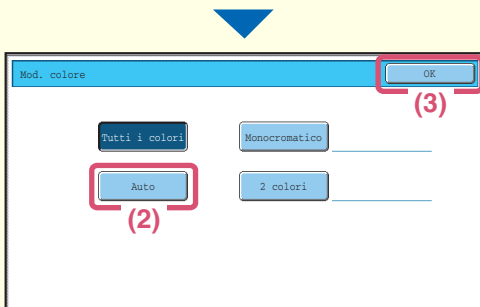 Mod. colore
OK
(3)
Tutti i colori
Monocromatico
Auto
2 colori
(2)